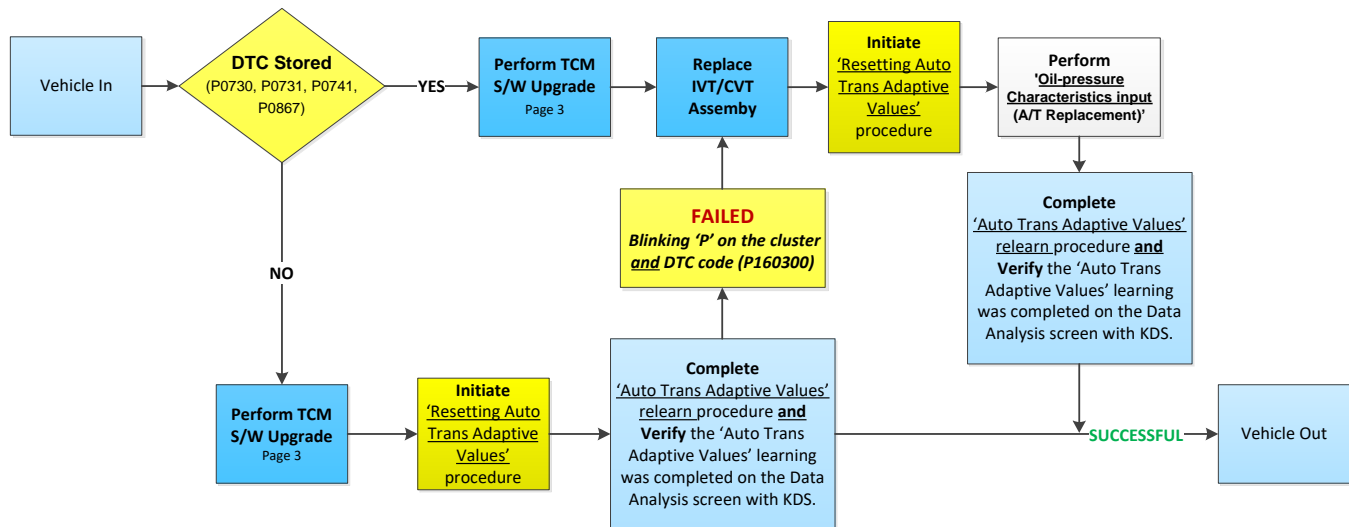 Vehicle In
DTC Stored
(P0730, P0731, P0741,
P0867)
YES
Perform TCM
S/W Upgrade
Page 3
Replace
IVT/CVT
Assemby
Initiate
'Resetting Auto
Trans Adaptive
Values'
procedure
Perform
'Oil-pressure
Characteristics input
(A/T Replacement)'
FAILED
Blinking 'P' on the cluster
and DTC code (P160300)
Complete
'Auto Trans Adaptive Values'
relearn procedure and
Verify the 'Auto Trans
Adaptive Values' learning
was completed on the Data
Analysis screen with KDS.
NO
Perform TCM
S/W Upgrade
Page 3
Initiate
'Resetting Auto
Trans Adaptive
Values'
procedure
Complete
'Auto Trans Adaptive Values'
relearn procedure and
Verify the 'Auto Trans
Adaptive Values' learning
was completed on the Data
Analysis screen with KDS.
SUCCESSFUL
Vehicle Out